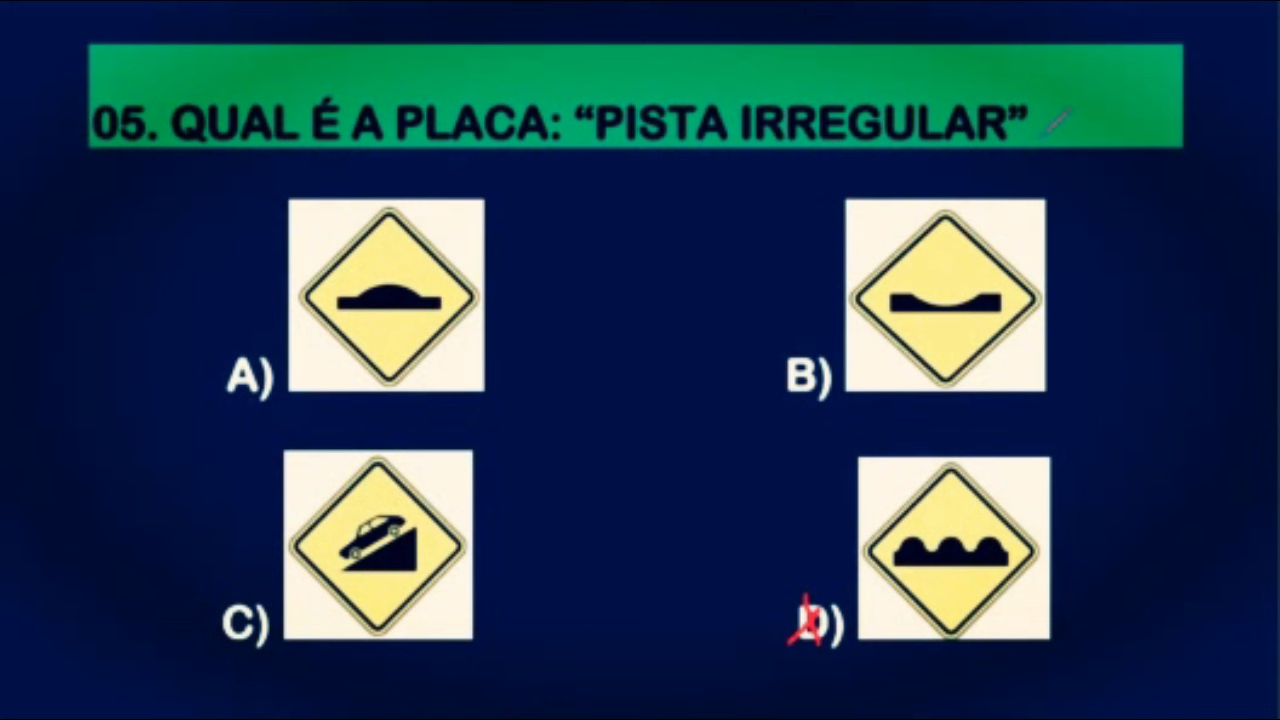 05. QUAL É A PLACA: “PISTA IRREGULAR”
A)
B)
C)
D)